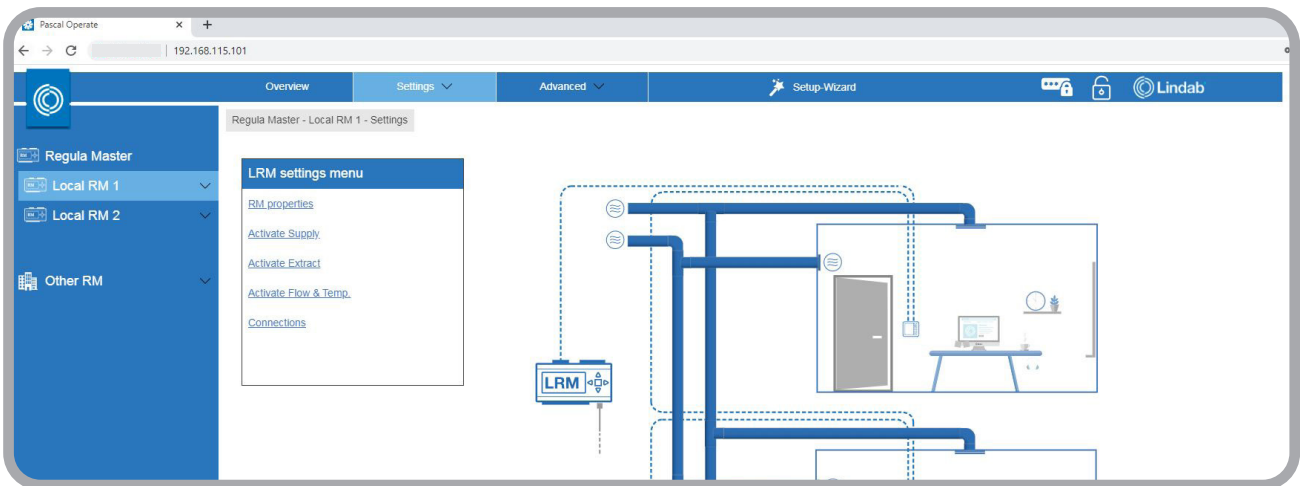 Pascal Operate
192.168.115.101
Overview
Settings
Advanced
Setup-Wizard
Lindab
Regula Master - Local RM 1 - Settings
Regula Master
Local RM 1
Local RM 2
Other RM
LRM settings menu
RM properties
Activate Supply
Activate Extract
Activate Flow & Temp.
Connections
LRM